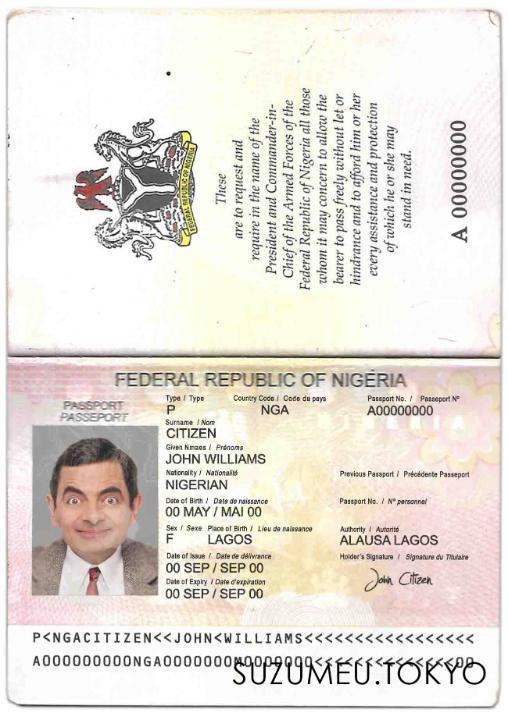 FEDERAL REPUBLIC OF NIGERIA
These
are to request and
require in the name of the
President and Commander-in-
Chief of the Armed Forces of the
Federal Republic of Nigeria all those
whom it may concern to allow the
bearer to pass freely without let or
hindrance and to afford him or her
every assistance and protection
of which he or she may
stand in need.
A 00000000
FEDERAL REPUBLIC OF NIGERIA
PASSPORT
PASSEPORT
Type / Type Country Code / Code du pays Passport No. / Passeport Nº
P NGA A00000000
Surname / Nom
CITIZEN
Given Names / Prénoms
JOHN WILLIAMS
Nationality / Nationalité Previous Passport / Précédente Passeport
NIGERIAN
Date of Birth / Date de naissance Passport No. / Nº personnel
00 MAY / MAI 00
Sex / Sexe Place of Birth / Lieu de naissance Authority / Autorité
F LAGOS ALAUSA LAGOS
Date of Issue / Date de délivrance Holder's Signature / Signature du Titulaire
00 SEP / SEP 00
John Citizen
Date of Expiry / Date d'expiration
00 SEP / SEP 00
P<NGACITIZEN<<JOHN<WILLIAMS<<<<<<<<<<<<<<<<<
SUZUMEU.TOKYO